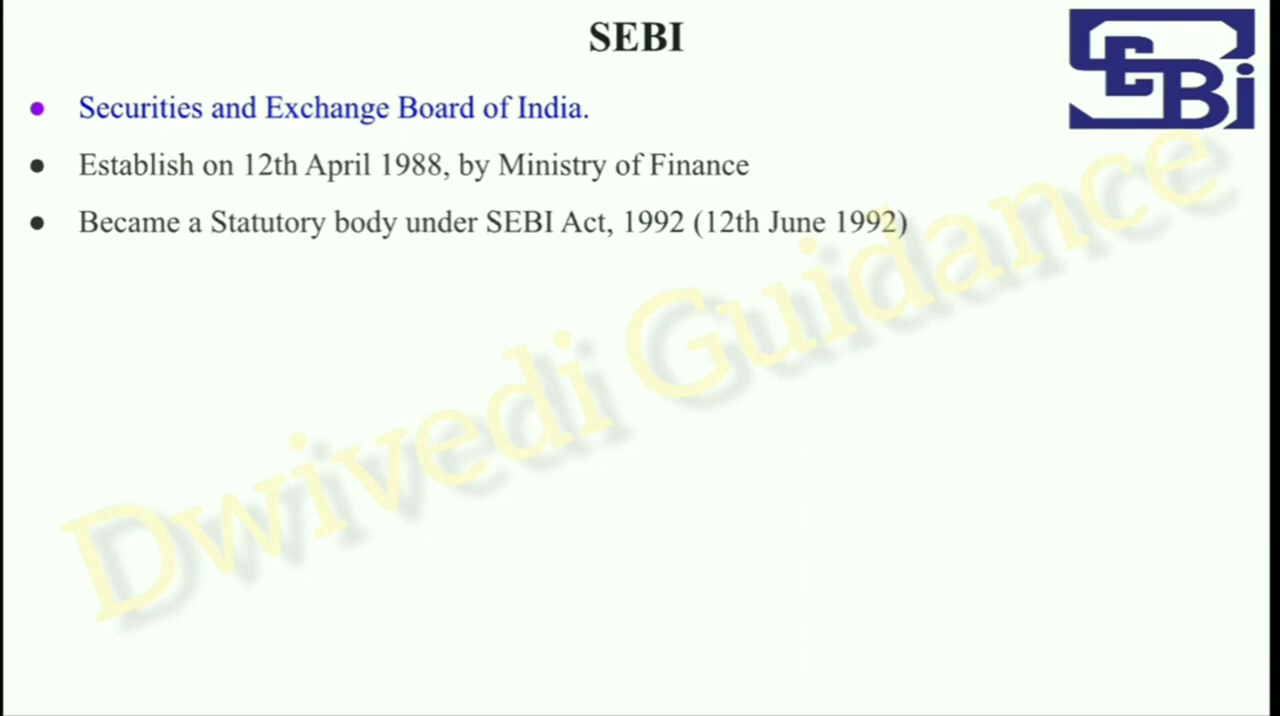 SEBI
SEBi
Securities and Exchange Board of India.
Establish on 12th April 1988, by Ministry of Finance
Became a Statutory body under SEBI Act, 1992 (12th June 1992)
Dwivedi Guidance